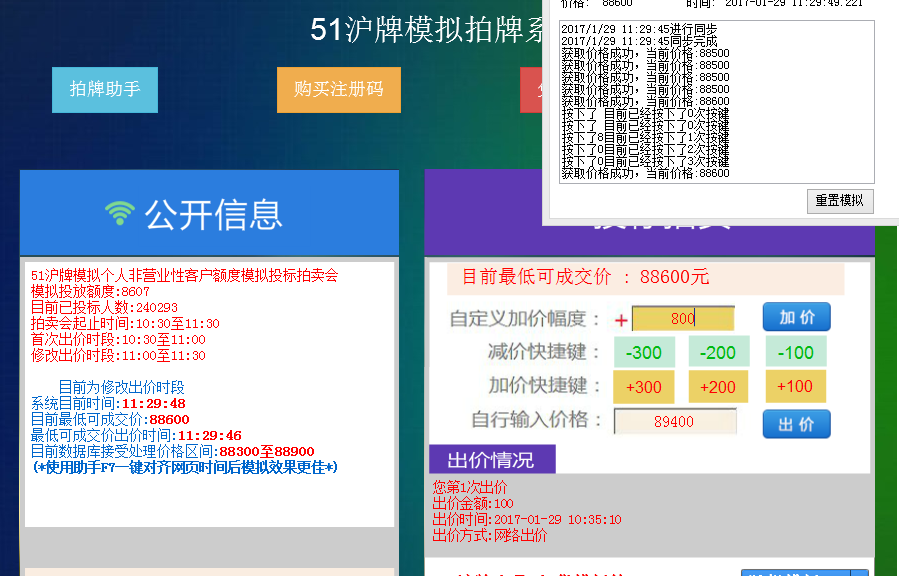 51沪牌模拟拍牌系
拍牌助手
购买注册码
价格: 88600 时间: 2017-01-29 11:29:49.221
2017/1/29 11:29:45进行同步
2017/1/29 11:29:45同步完成
获取价格成功,当前价格:88500
获取价格成功,当前价格:88500
获取价格成功,当前价格:88500
获取价格成功,当前价格:88500
获取价格成功,当前价格:88600
按下了 目前已经按下了0次按键
按下了 目前已经按下了0次按键
按下了8目前已经按下了1次按键
按下了0目前已经按下了2次按键
按下了0目前已经按下了3次按键
获取价格成功,当前价格:88600
重置模拟
公开信息
51沪牌模拟个人非营业性客户额度模拟投标拍卖会
模拟投放额度:8607
目前已投标人数:240293
拍卖会起止时间:10:30至11:30
首次出价时段:10:30至11:00
修改出价时段:11:00至11:30
目前为修改出价时段
系统目前时间:11:29:48
目前最低可成交价:88600
最低可成交价出价时间:11:29:46
目前数据库接受处理价格区间:88300至88900
(*使用助手F7一键对齐网页时间后模拟效果更佳*)
目前最低可成交价 : 88600元
自定义加价幅度: + 800 加 价
减价快捷键: -300 -200 -100
加价快捷键: +300 +200 +100
自行输入价格: 89400 出 价
出价情况
您第1次出价
出价金额:100
出价时间:2017-01-29 10:35:10
出价方式:网络出价